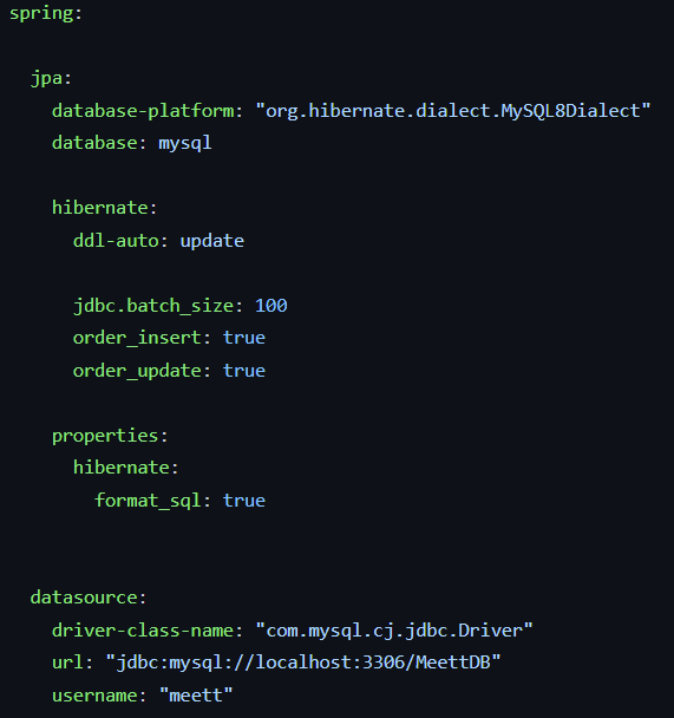 spring:
jpa:
database-platform: "org.hibernate.dialect.MySQL8Dialect"
database: mysql
hibernate:
ddl-auto: update
jdbc.batch_size: 100
order_insert: true
order_update: true
properties:
hibernate:
format_sql: true
datasource:
driver-class-name: "com.mysql.cj.jdbc.Driver"
url: "jdbc:mysql://localhost:3306/MeettDB"
username: "meett"